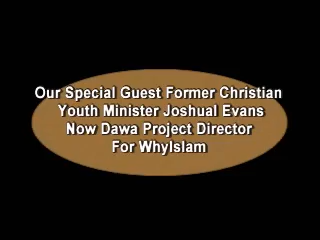 Our Special Guest Former Christian
Youth Minister Joshual Evans
Now Dawa Project Director
For WhyIslam